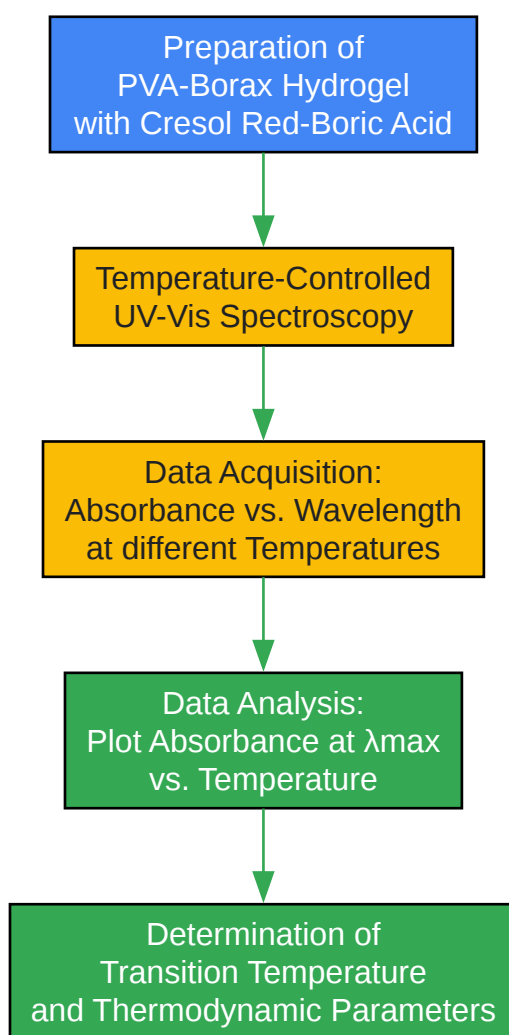 Preparation of
PVA-Borax Hydrogel
with Cresol Red-Boric Acid
Temperature-Controlled
UV-Vis Spectroscopy
Data Acquisition:
Absorbance vs. Wavelength
at different Temperatures
Data Analysis:
Plot Absorbance at λmax
vs. Temperature
Determination of
Transition Temperature
and Thermodynamic Parameters